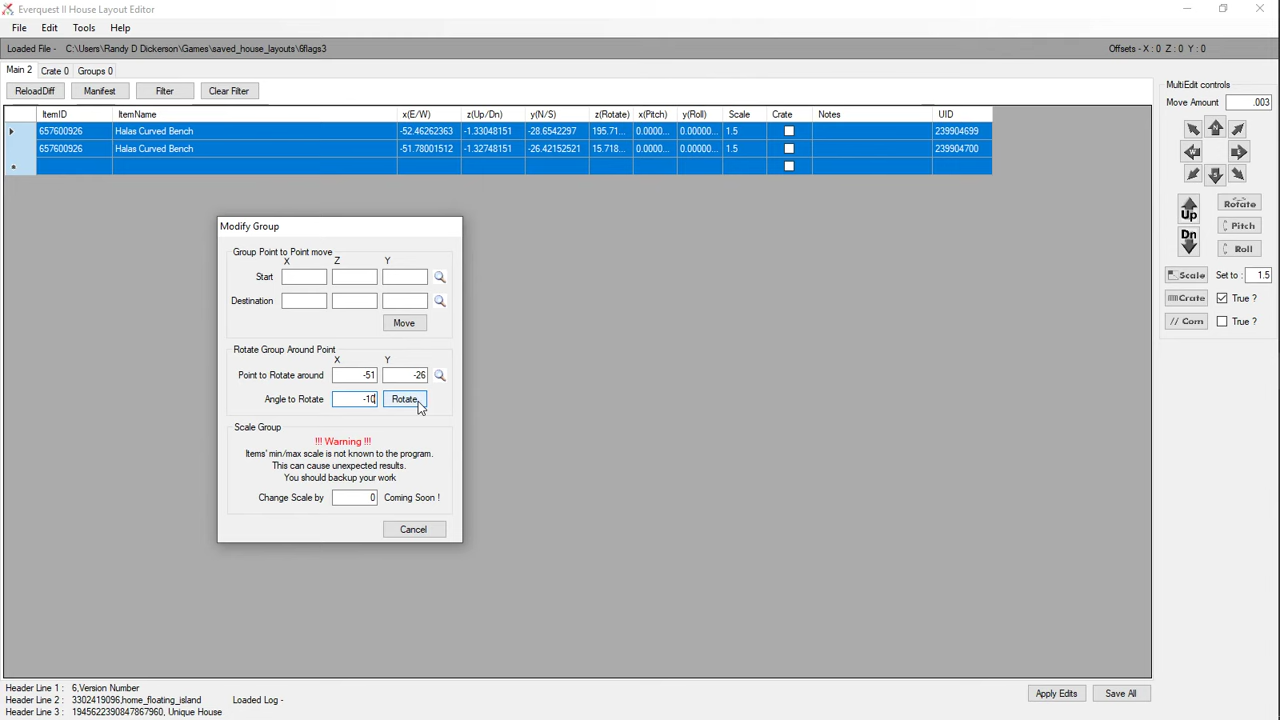 Everquest II House Layout Editor
File Edit Tools Help
Loaded File - C:\Users\Randy D Dickerson\Games\saved_house_layouts\6flags3 Offsets - X : 0 Z : 0 Y : 0
Main 2 Crate 0 Groups 0
ReloadDiff Manifest Filter Clear Filter
MultiEdit controls
Move Amount .003
ItemID ItemName x(E/W) z(Up/Dn) y(N/S) z(Rotate) x(Pitch) y(Roll) Scale Crate Notes UID
657600926 Halas Curved Bench -52.46262363 -1.33048151 -28.6542297 195.71... 0.0000... 0.00000... 1.5 239904699
657600926 Halas Curved Bench -51.78001512 -1.32748151 -26.42152521 15.718... 0.0000... 0.00000... 1.5 239904700
N
W E
S
Up Rotate
Pitch
Dn Roll
Scale Set to : 1.5
Crate True ?
// Corn True ?
Modify Group
Group Point to Point move
X Z Y
Start
Destination
Move
Rotate Group Around Point
X Y
Point to Rotate around -51 -26
Angle to Rotate -10 Rotate
Scale Group
!!! Warning !!!
Items' min/max scale is not known to the program.
This can cause unexpected results.
You should backup your work
Change Scale by 0 Coming Soon !
Cancel
Header Line 1 : 6,Version Number
Header Line 2 : 3302419096,home_floating_island Loaded Log -
Header Line 3 : 1945622390847867960, Unique House
Apply Edits Save All